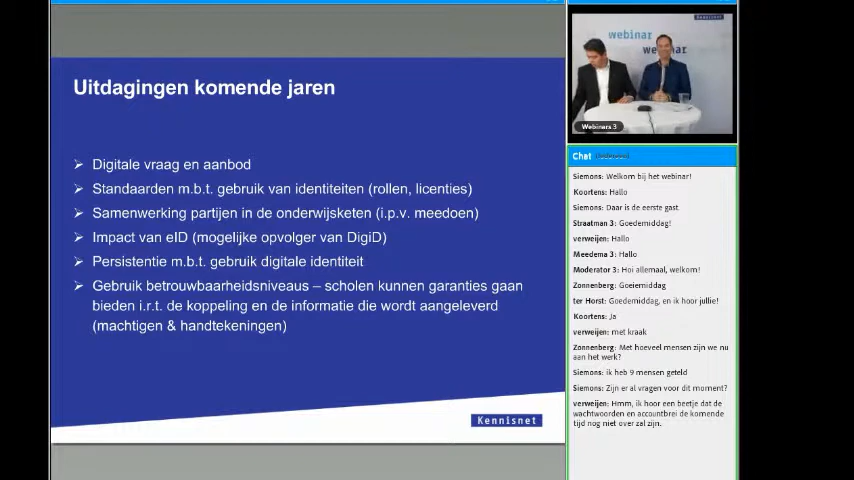 Uitdagingen komende jaren
Digitale vraag en aanbod
Standaarden m.b.t. gebruik van identiteiten (rollen, licenties)
Samenwerking partijen in de onderwijsketen (i.p.v. meedoen)
Impact van eID (mogelijke opvolger van DigiD)
Persistentie m.b.t. gebruik digitale identiteit
Gebruik betrouwbaarheidsniveaus – scholen kunnen garanties gaan
bieden i.r.t. de koppeling en de informatie die wordt aangeleverd
(machtigen & handtekeningen)
Kennisnet
Kennisnet
webinar
Webinars 3
Chat
Siemons: Welkom bij het webinar!
Koortens: Hallo
Siemons: Daar is de eerste gast.
Straatman 3: Goedemiddag!
verweijen: Hallo
Meedema 3: Hallo
Moderator 3: Hoi allemaal, welkom!
Zonnenberg: Goeiemiddag
ter Horst: Goedemiddag, en ik hoor jullie!
Koortens: Ja
verweijen: met kraak
Zonnenberg: Met hoeveel mensen zijn we nu
aan het werk?
Siemons: ik heb 9 mensen geteld
Siemons: Zijn er al vragen voor dit moment?
verweijen: Hmm, ik hoor een beetje dat de
wachtwoorden en accountbrei de komende
tijd nog niet over zal zijn.